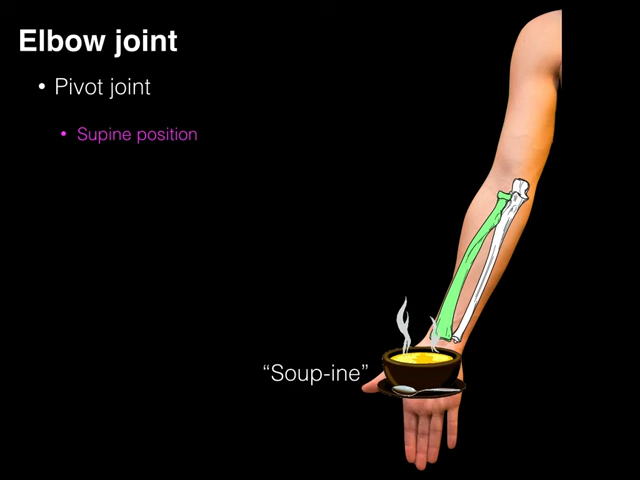 Elbow joint
• Pivot joint
• Supine position
“Soup-ine”